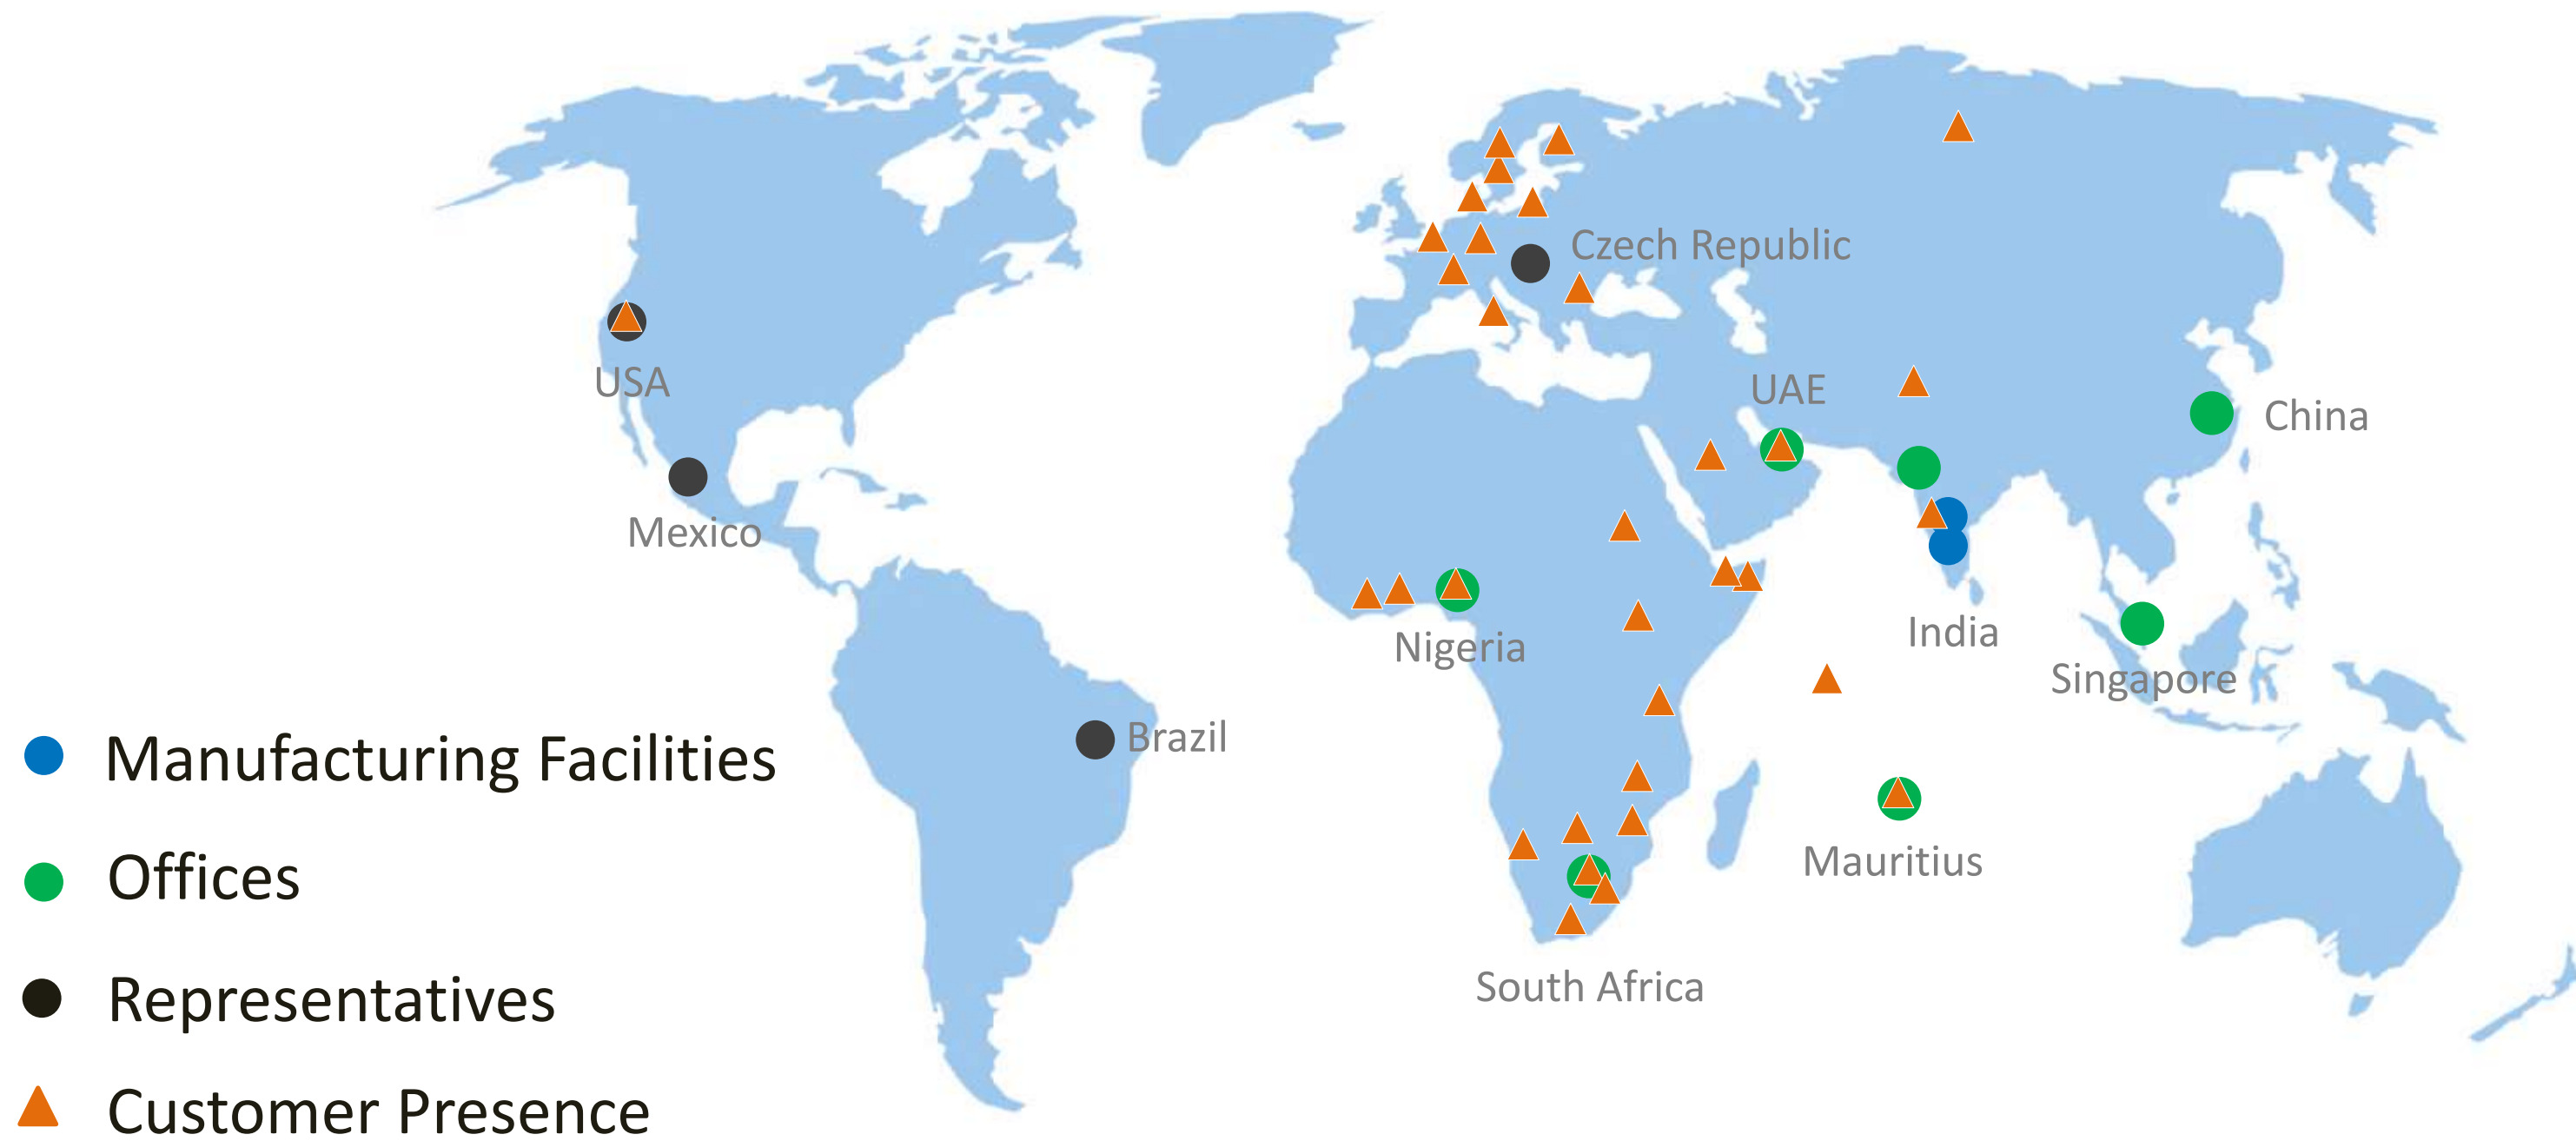 Czech Republic
USA
UAE
China
Mexico
India
Nigeria
Singapore
Brazil
Mauritius
South Africa
Manufacturing Facilities
Offices
Representatives
Customer Presence